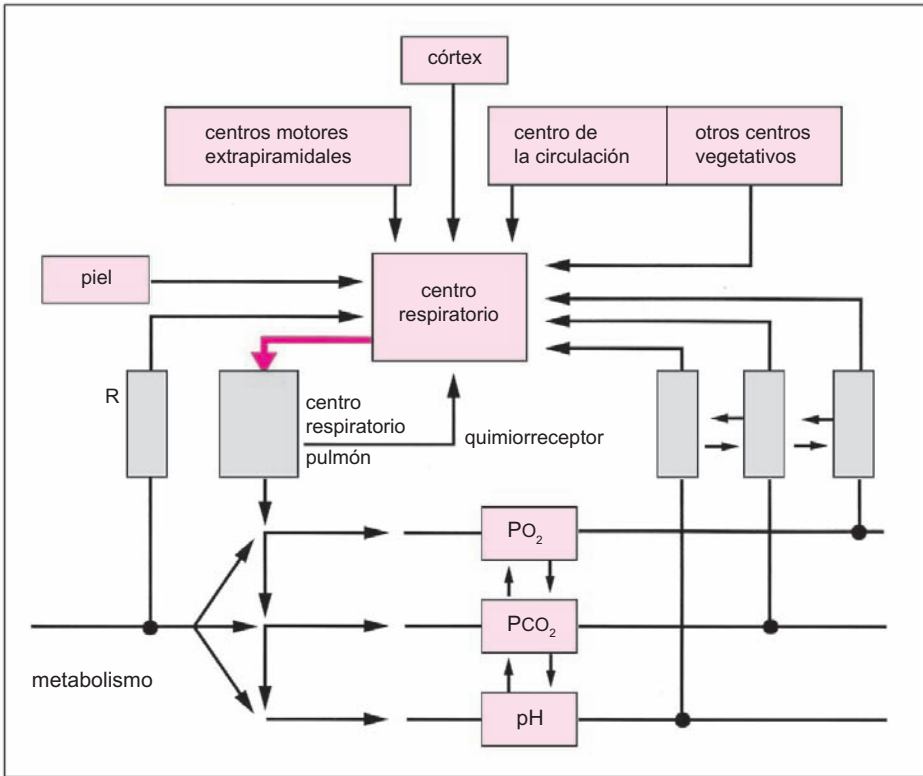 córtex
centros motores
extrapiramidales
centro de
la circulación
otros centros
vegetativos
piel
centro
respiratorio
R
centro
respiratorio
pulmón
quimiorreceptor
PO₂
PCO₂
metabolismo
pH